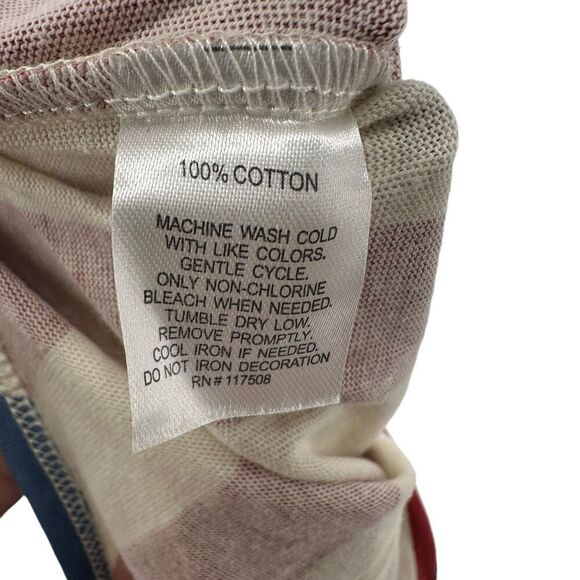 100% COTTON
MACHINE WASH COLD
WITH LIKE COLORS.
GENTLE CYCLE.
ONLY NON-CHLORINE
BLEACH WHEN NEEDED.
TUMBLE DRY LOW.
REMOVE PROMPTLY.
COOL IRON IF NEEDED.
DO NOT IRON DECORATION
RN# 117508